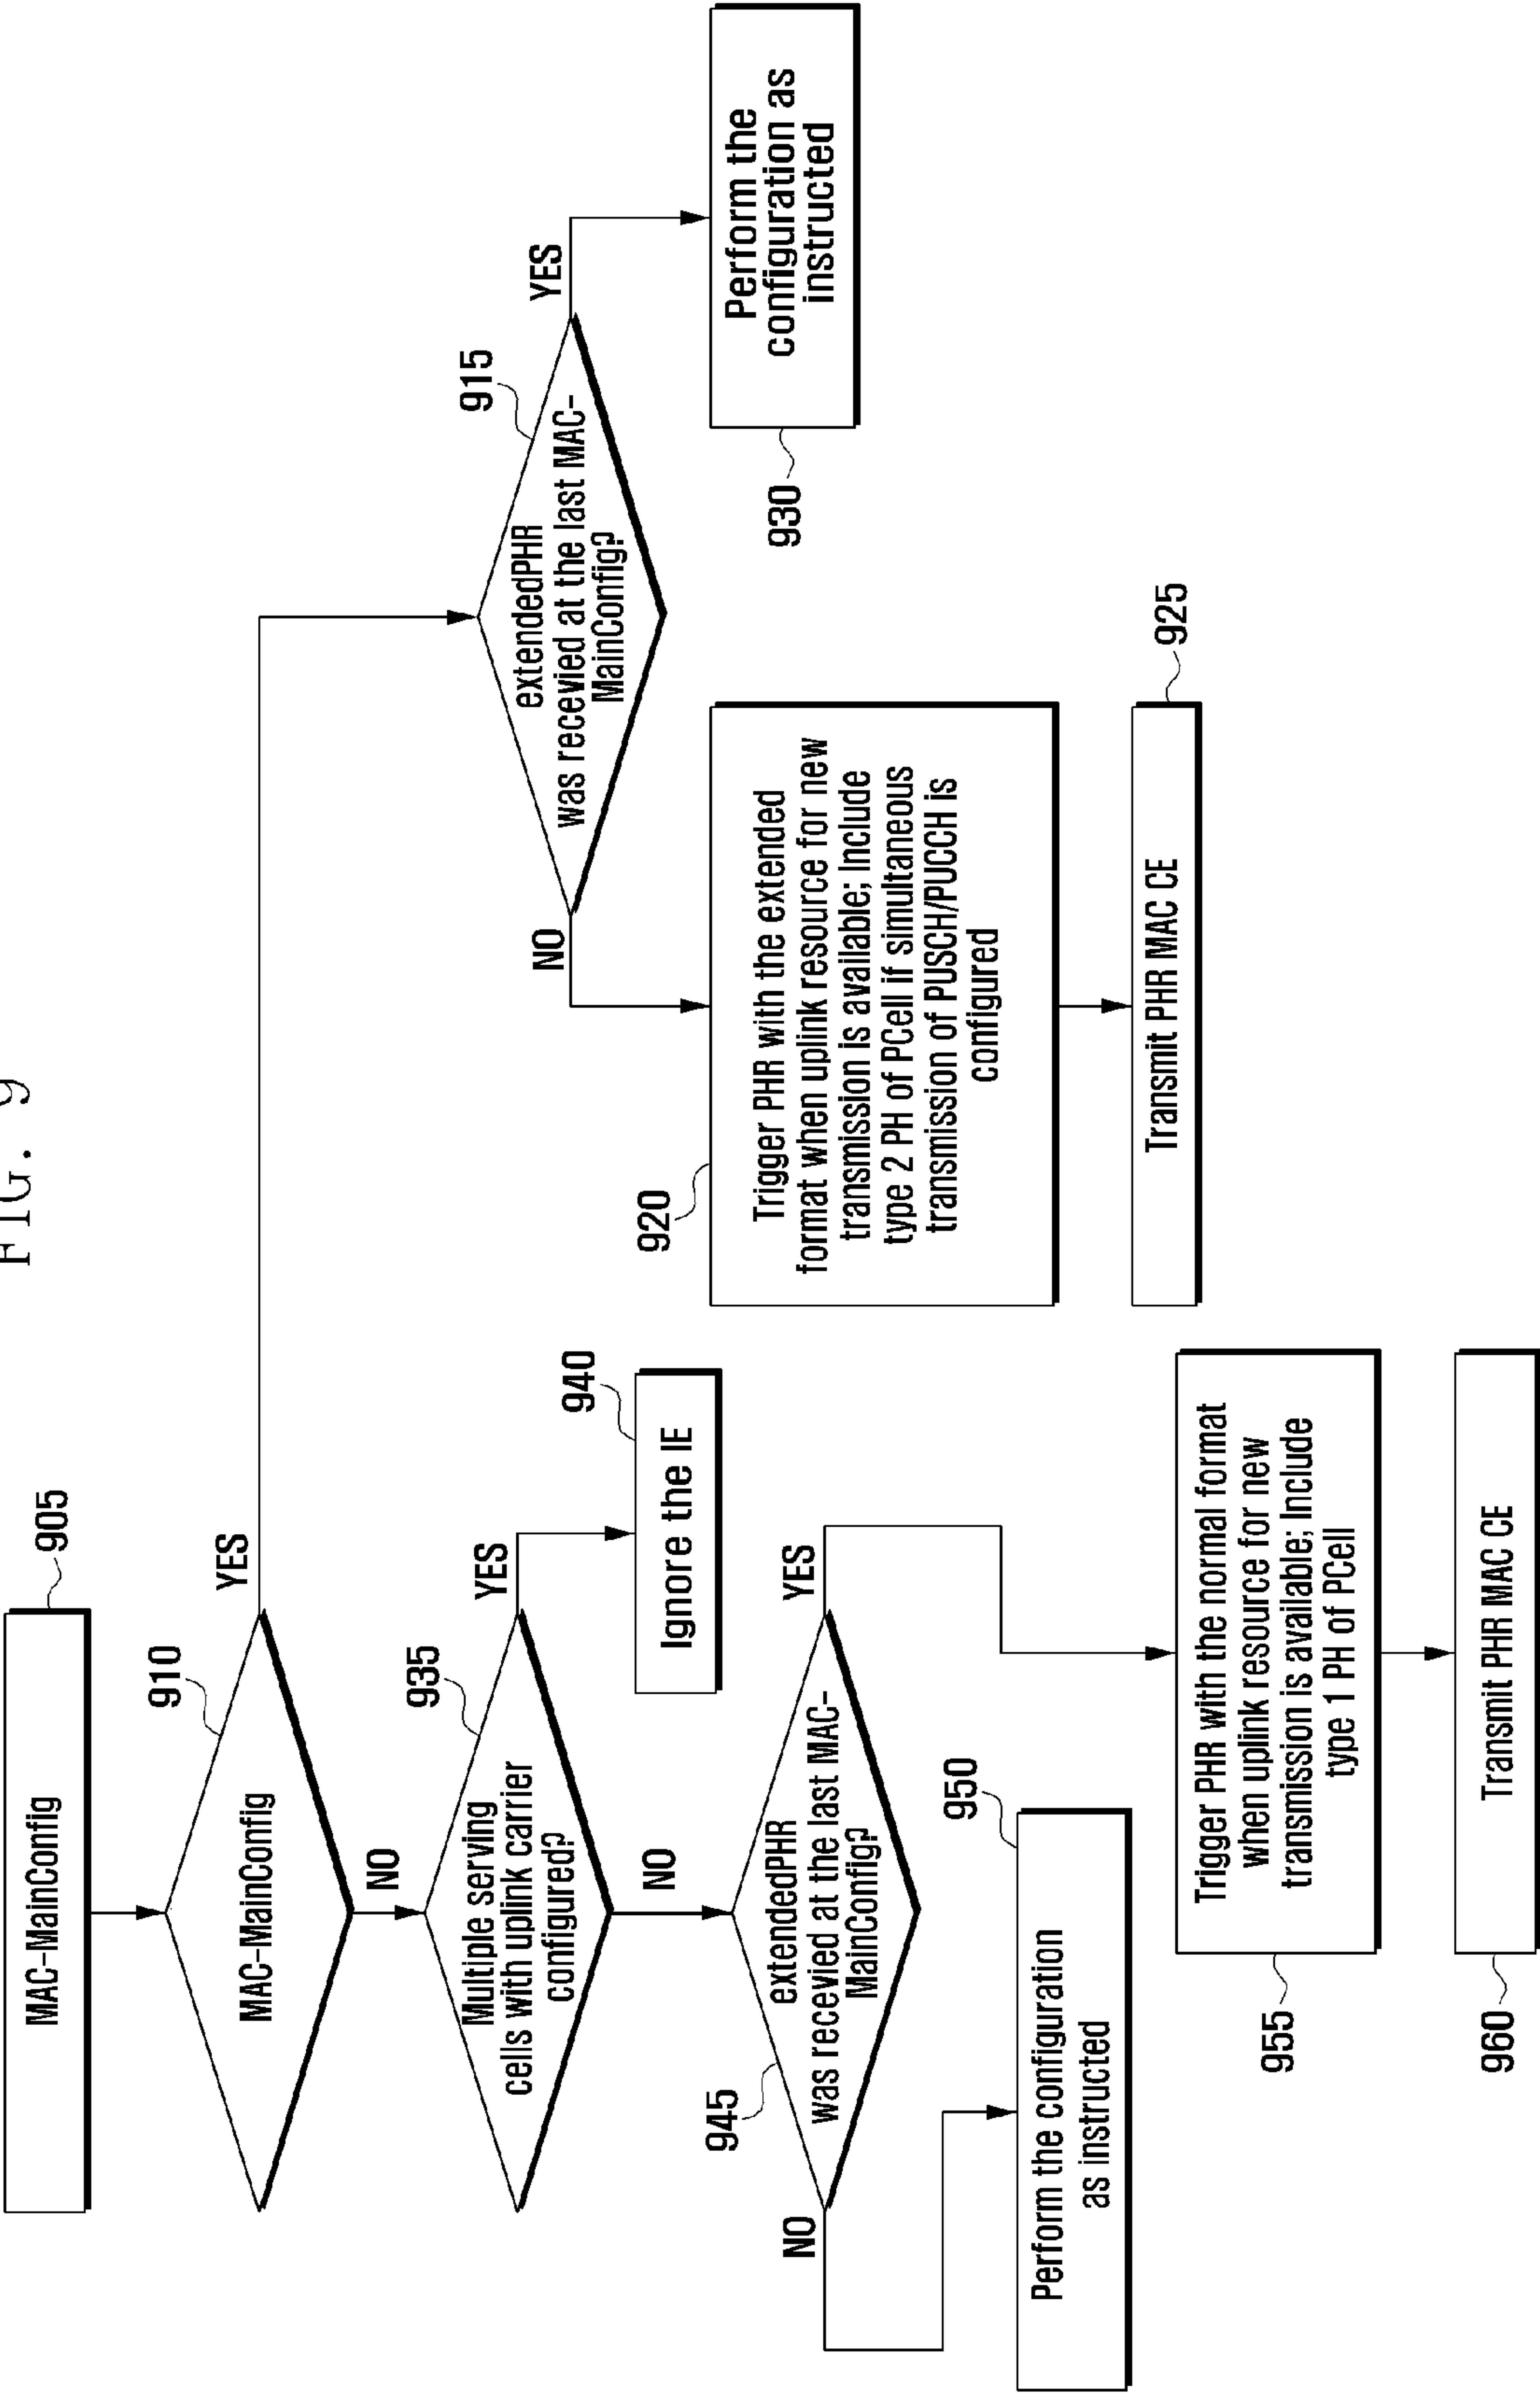 FIG. 9
MAC-MainConfig
905
910
MAC-MainConfig
YES
NO
935
Multiple serving
cells with uplink carrier
configured?
YES
NO
940
Ignore the IE
945
extendedPHR
was recevied at the last MAC-
MainConfig?
NO
YES
950
Perform the configuration
as instructed
955
Trigger PHR with the normal format
when uplink resource for new
transmission is available; Include
type 1 PH of PCell
960
Transmit PHR MAC CE
915
extendedPHR
was recevied at the last MAC-
MainConfig?
NO
YES
920
Trigger PHR with the extended
format when uplink resource for new
transmission is available; Include
type 2 PH of PCell if simultaneous
transmission of PUSCH/PUCCH is
configured
925
Transmit PHR MAC CE
930
Perform the
configuration as
instructed